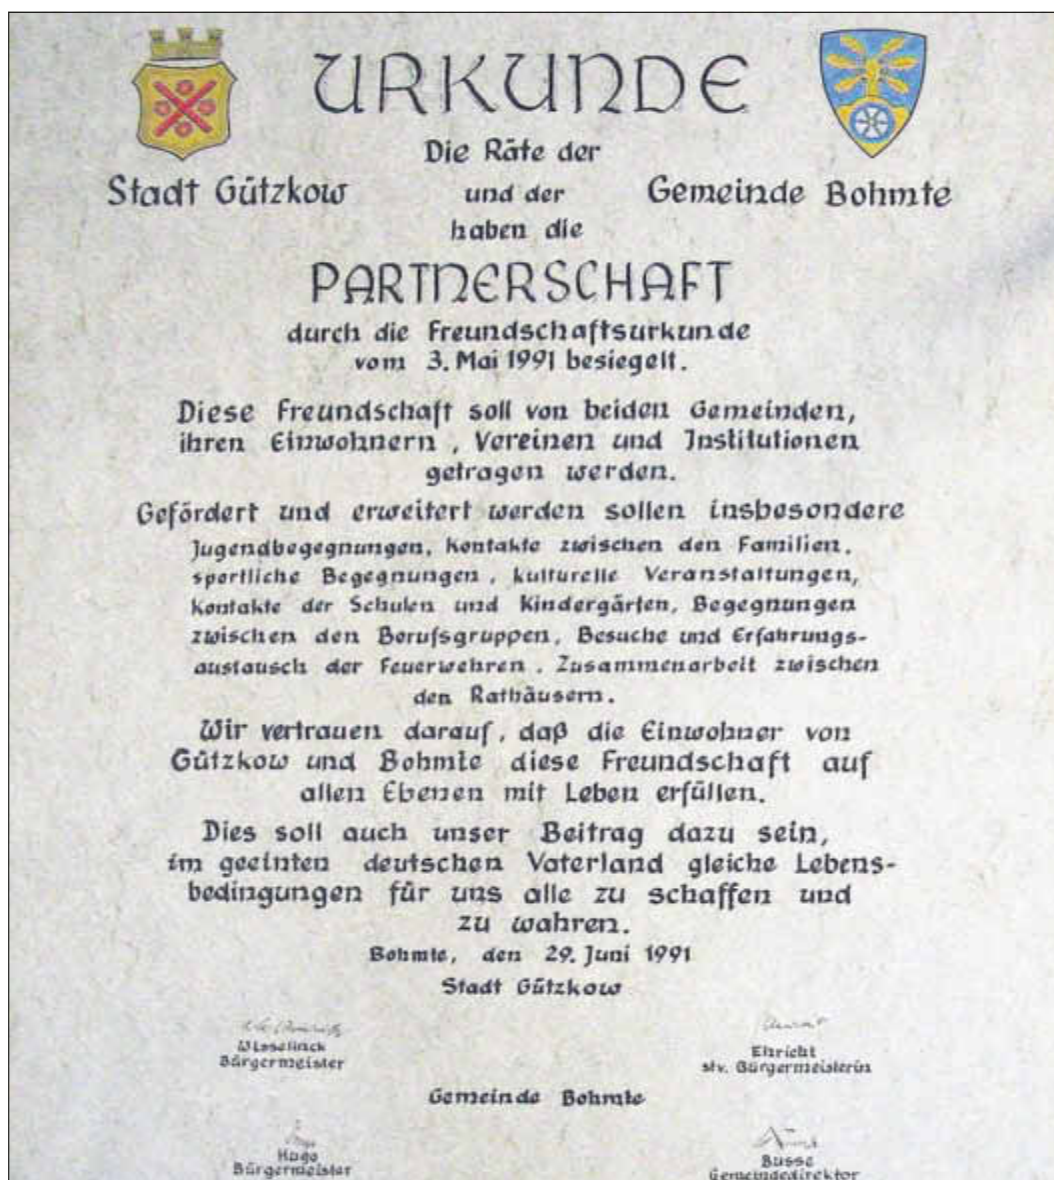 URKUNDE
Die Räte der
Stadt Gützkow und der Gemeinde Bohmte
haben die
PARTNERSCHAFT
durch die Freundschaftsurkunde
vom 3. Mai 1991 besiegelt.
Diese Freundschaft soll von beiden Gemeinden,
ihren Einwohnern, Vereinen und Institutionen
getragen werden.
Gefördert und erweitert werden sollen insbesondere
Jugendbegegnungen, Kontakte zwischen den Familien,
sportliche Begegnungen, kulturelle Veranstaltungen,
Kontakte der Schulen und Kindergärten, Begegnungen
zwischen den Berufsgruppen, Besuche und Erfahrungs-
austausch der Feuerwehren, Zusammenarbeit zwischen
den Rathäusern.
Wir vertrauen darauf, daß die Einwohner von
Gützkow und Bohmte diese Freundschaft auf
allen Ebenen mit Leben erfüllen.
Dies soll auch unser Beitrag dazu sein,
im geeinten deutschen Vaterland gleiche Lebens-
bedingungen für uns alle zu schaffen und
zu wahren.
Bohmte, den 29. Juni 1991
Stadt Gützkow
Wisselinck Ehricht
Bürgermeister stv. Bürgermeisterin
Gemeinde Bohmte
Hugo Busse
Bürgermeister Gemeindedirektor